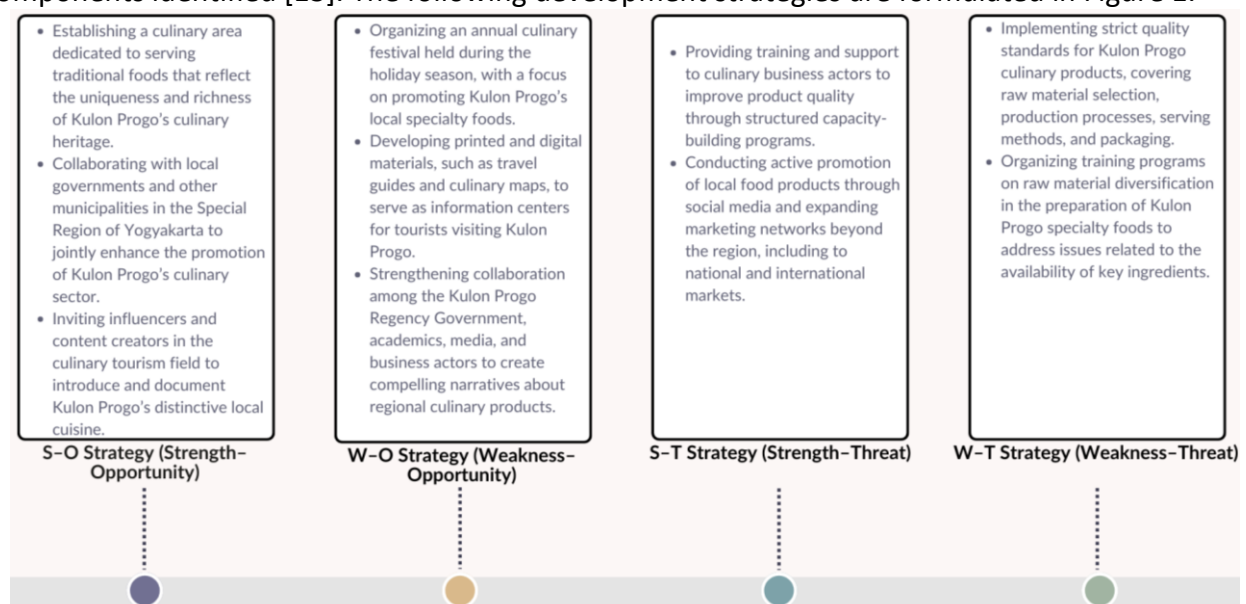 components identified [25]. The following development strategies are formulated in Figure 2.
• Establishing a culinary area
dedicated to serving
traditional foods that reflect
the uniqueness and richness
of Kulon Progo's culinary
heritage.
• Collaborating with local
governments and other
municipalities in the Special
Region of Yogyakarta to
jointly enhance the promotion
of Kulon Progo's culinary
sector.
• Inviting influencers and
content creators in the
culinary tourism field to
introduce and document
Kulon Progo's distinctive local
cuisine.
S–O Strategy (Strength–
Opportunity)
• Organizing an annual culinary
festival held during the
holiday season, with a focus
on promoting Kulon Progo's
local specialty foods.
• Developing printed and digital
materials, such as travel
guides and culinary maps, to
serve as information centers
for tourists visiting Kulon
Progo.
• Strengthening collaboration
among the Kulon Progo
Regency Government,
academics, media, and
business actors to create
compelling narratives about
regional culinary products.
W–O Strategy (Weakness–
Opportunity)
• Providing training and support
to culinary business actors to
improve product quality
through structured capacity-
building programs.
• Conducting active promotion
of local food products through
social media and expanding
marketing networks beyond
the region, including to
national and international
markets.
S–T Strategy (Strength–Threat)
• Implementing strict quality
standards for Kulon Progo
culinary products, covering
raw material selection,
production processes, serving
methods, and packaging.
• Organizing training programs
on raw material diversification
in the preparation of Kulon
Progo specialty foods to
address issues related to the
availability of key ingredients.
W–T Strategy (Weakness–Threat)